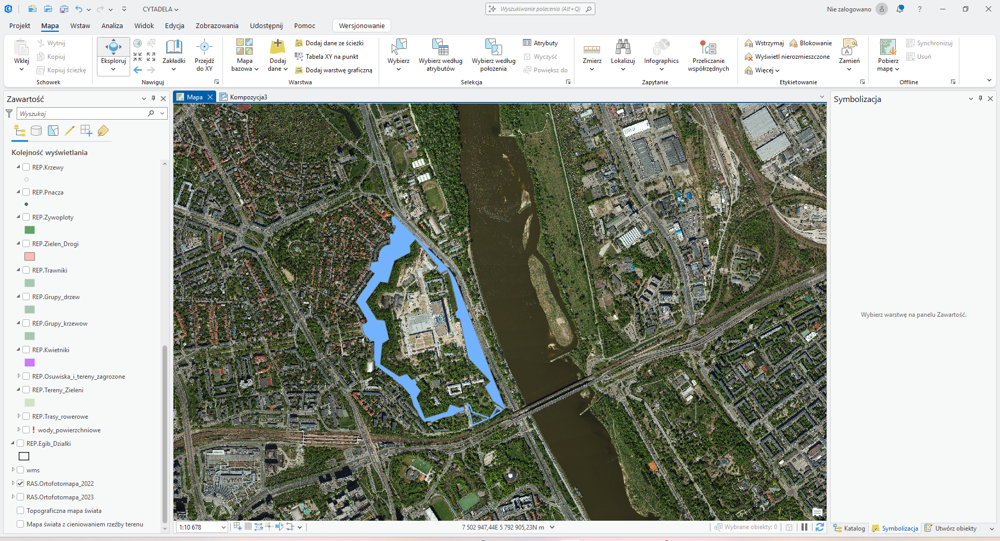 CYTADELA
Wyszukiwanie polecenia (Alt+Q)
Nie zalogowano
Projekt Mapa Wstaw Analiza Widok Edycja Zobrazowania Udostępnij Pomoc Wersjonowanie
Wklej
Wytnij
Kopiuj
Kopiuj ścieżkę
Schowek
Eksploruj
Zakładki
Przejdź do XY
Nawiguj
Mapa bazowa
Dodaj dane
Dodaj dane ze ścieżki
Tabela XY na punkt
Dodaj warstwę graficzną
Warstwa
Wybierz
Wybierz według atrybutów
Wybierz według położenia
Atrybuty
Wyczyść
Powiększ do
Selekcja
Zmierz
Lokalizuj
Infographics
Przeliczanie współrzędnych
Zapytanie
Wstrzymaj
Blokowanie
Wyświetl nierozmieszczone
Więcej
Zamień
Etykietowanie
Pobierz mapę
Synchronizuj
Usuń
Offline
Zawartość
Wyszukaj
Kolejność wyświetlania
REP.Krzewy
REP.Pnacza
REP.Zywoploty
REP.Zielen_Drogi
REP.Trawniki
REP.Grupy_drzew
REP.Grupy_krzewow
REP.Kwietniki
REP.Osuwiska_i_tereny_zagrozone
REP.Tereny_Zieleni
REP.Trasy_rowerowe
! wody_powierzchniowe
REP.Egib_Dzialki
wms
RAS.Ortofotomapa_2022
RAS.Ortofotomapa_2023
Topograficzna mapa świata
Mapa świata z cieniowaniem rzeźby terenu
Mapa
Kompozycja3
1:10 678
7 502 947,44E 5 792 905,23N m
Wybrane obiekty: 0
Symbolizacja
Wybierz warstwę na panelu Zawartość.
Katalog
Symbolizacja
Utwórz obiekty